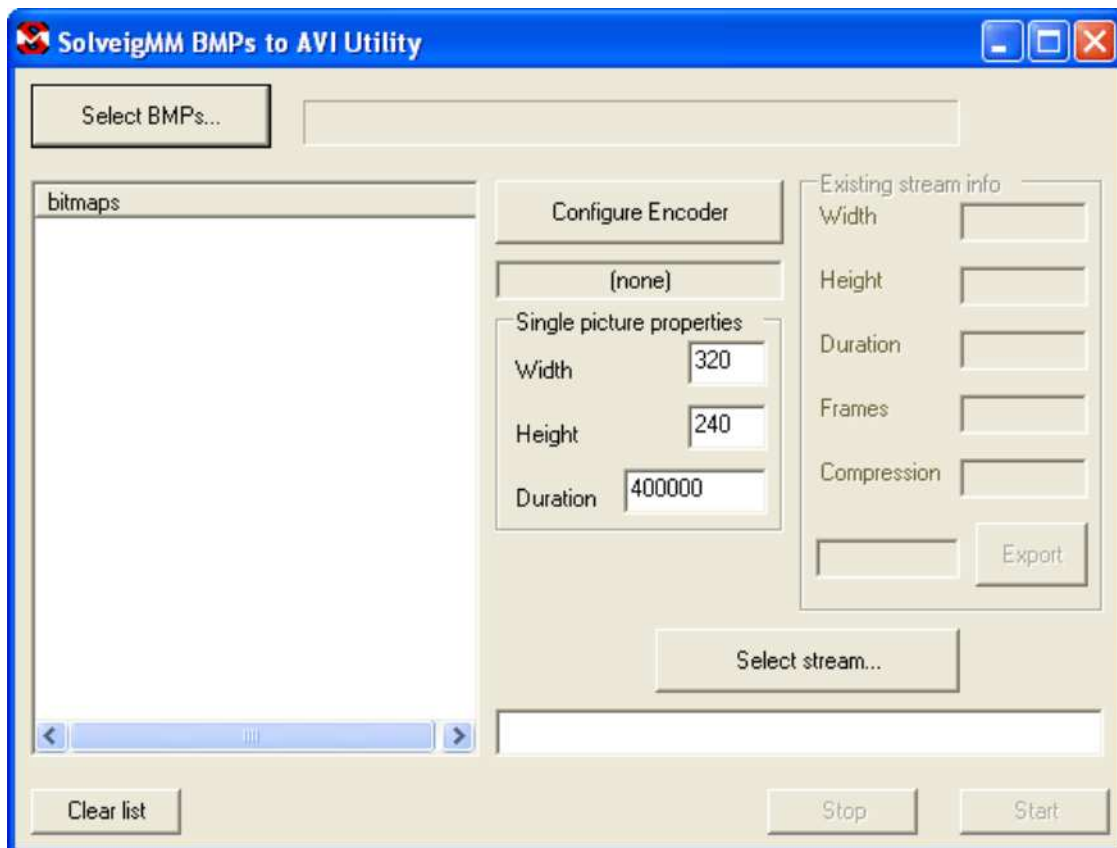 SolveigMM BMPs to AVI Utility
Select BMPs...
bitmaps
Configure Encoder
(none)
Single picture properties
Width 320
Height 240
Duration 400000
Existing stream info
Width
Height
Duration
Frames
Compression
Export
Select stream...
Clear list
Stop
Start